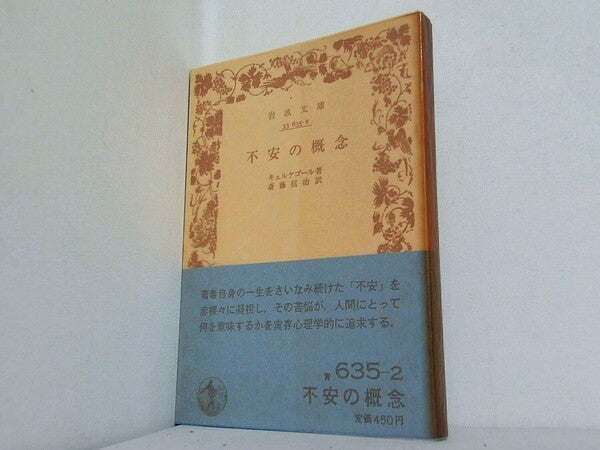 岩波文庫
33-635-2
不安の概念
キェルケゴール著
斎藤信治訳
著者自身の一生をさいなみ続けた「不安」を
赤裸々に凝視し，その苦悩が，人間にとって
何を意味するかを実存心理学的に追求する。
青 635-2
不安の概念
定価450円